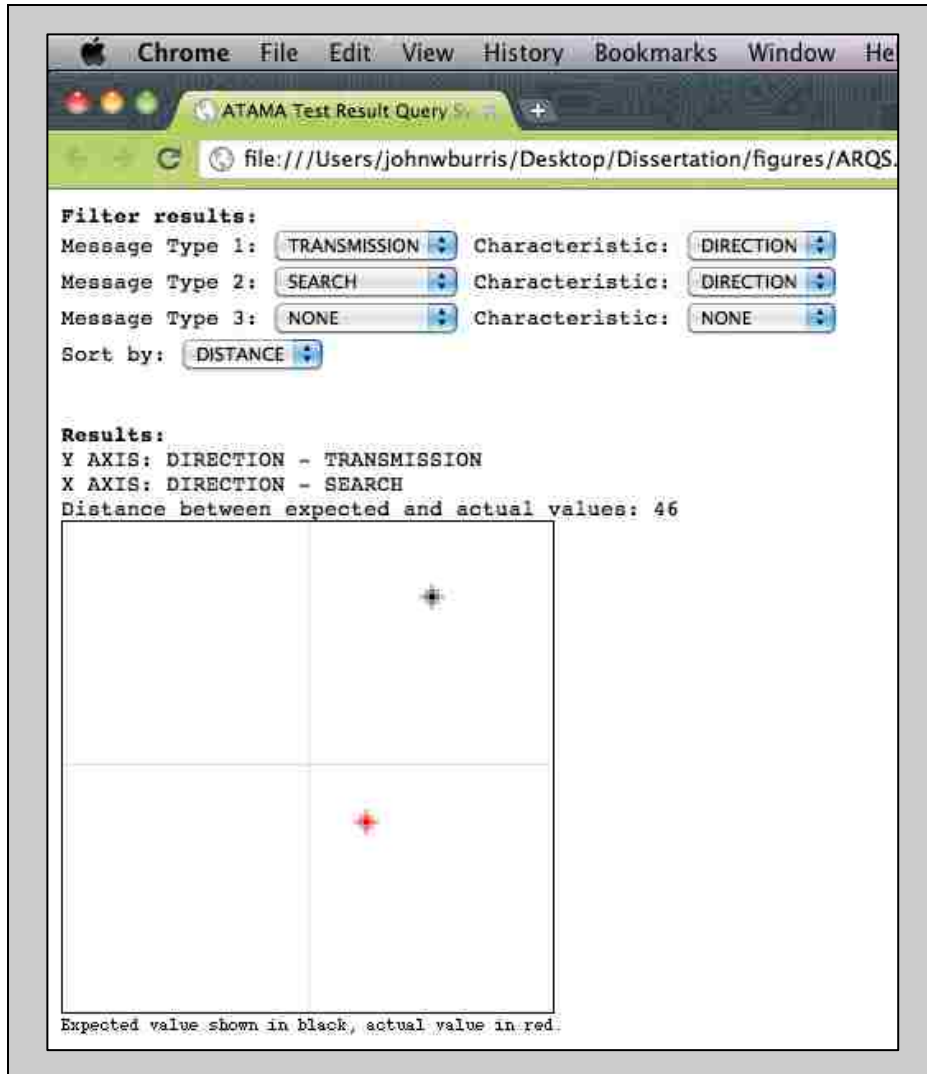 Chrome File Edit View History Bookmarks Window Hel
ATAMA Test Result Query
file:///Users/johnwburris/Desktop/Dissertation/figures/ARQS.
Filter results:
Message Type 1: TRANSMISSION Characteristic: DIRECTION
Message Type 2: SEARCH Characteristic: DIRECTION
Message Type 3: NONE Characteristic: NONE
Sort by: DISTANCE
Results:
Y AXIS: DIRECTION - TRANSMISSION
X AXIS: DIRECTION - SEARCH
Distance between expected and actual values: 46
Expected value shown in black, actual value in red.